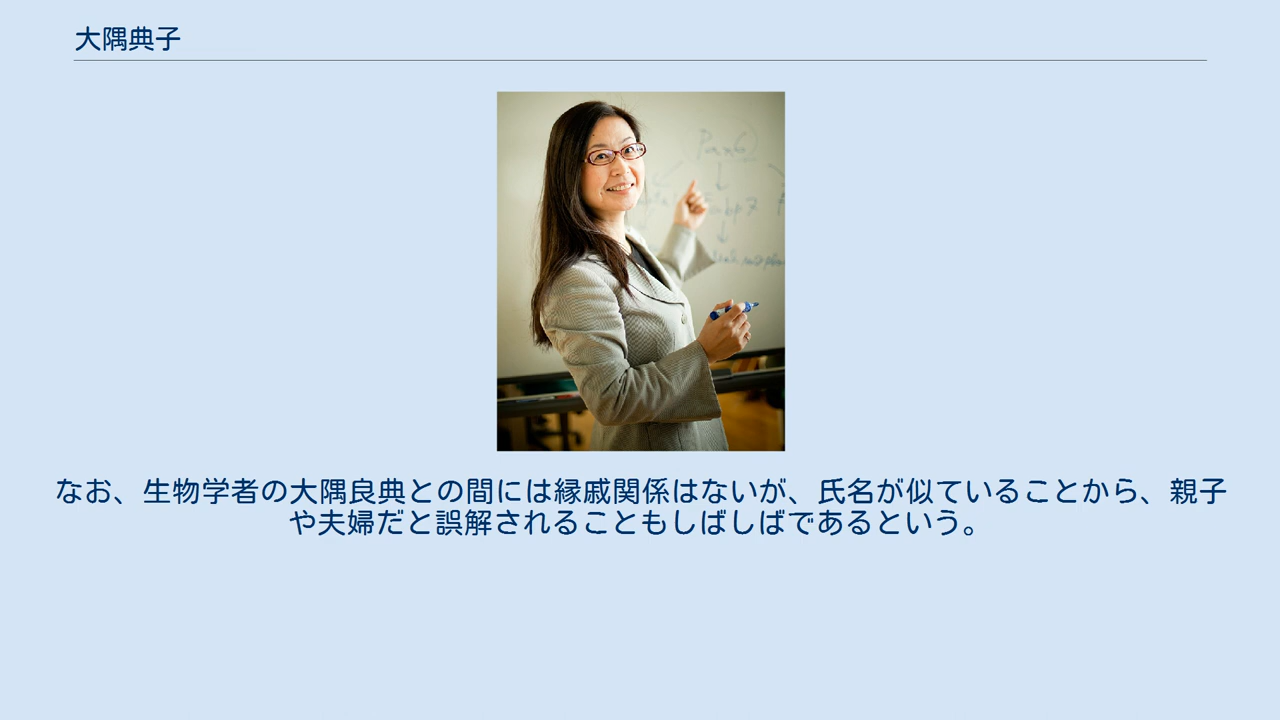 大隅典子
Pax6
なお、生物学者の大隅良典との間には縁戚関係はないが、氏名が似ていることから、親子
や夫婦だと誤解されることもしばしばであるという。